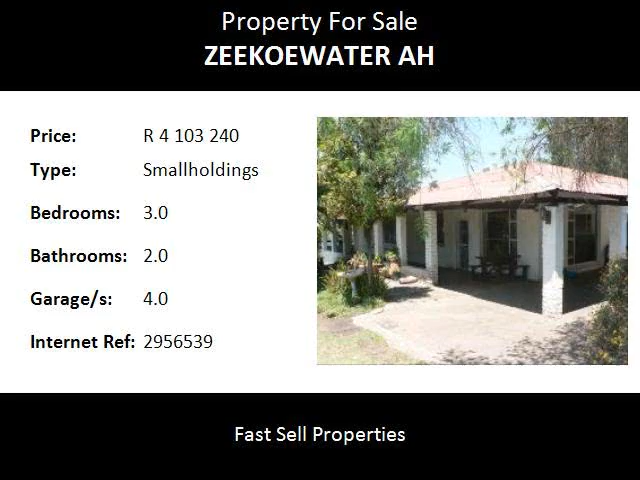 Property For Sale
ZEEKOEWATER AH
Price: R 4 103 240
Type: Smallholdings
Bedrooms: 3.0
Bathrooms: 2.0
Garage/s: 4.0
Internet Ref: 2956539
Fast Sell Properties